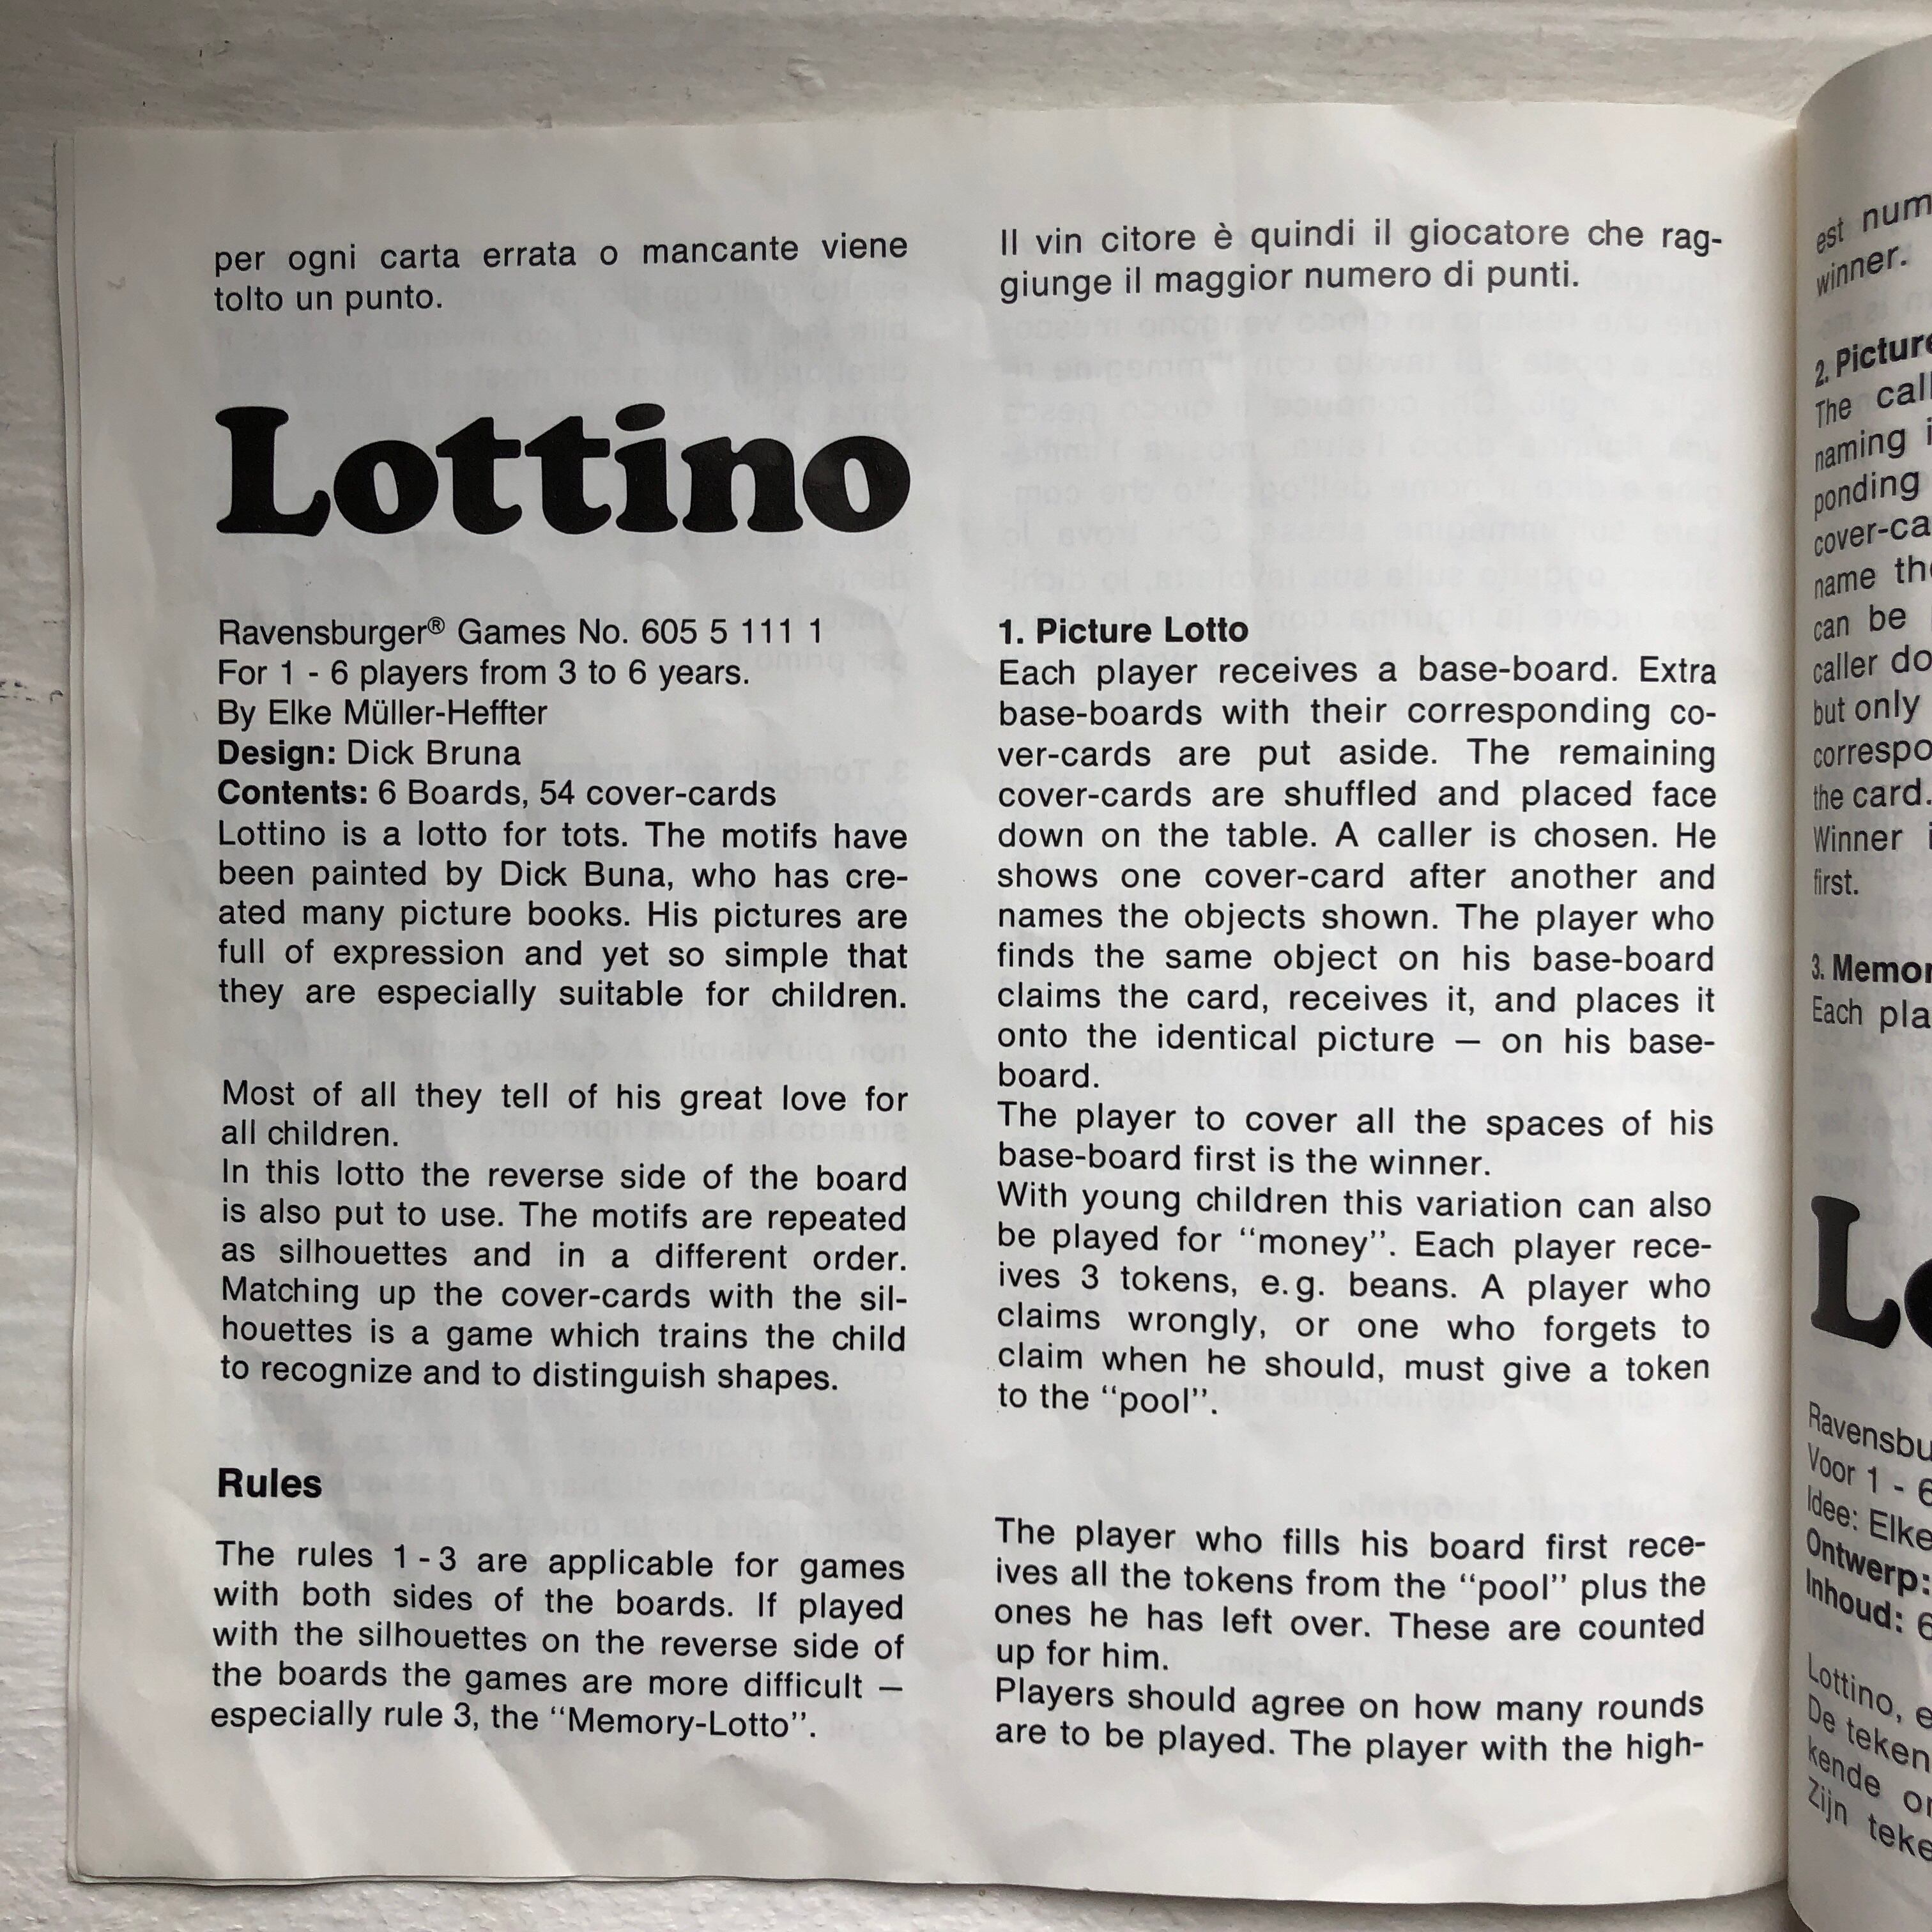 per ogni carta errata o mancante viene
tolto un punto.
Il vin citore è quindi il giocatore che rag-
giunge il maggior numero di punti.
Lottino
Ravensburger® Games No. 605 5 111 1
For 1 - 6 players from 3 to 6 years.
By Elke Müller-Heffter
Design: Dick Bruna
Contents: 6 Boards, 54 cover-cards
Lottino is a lotto for tots. The motifs have
been painted by Dick Buna, who has cre-
ated many picture books. His pictures are
full of expression and yet so simple that
they are especially suitable for children.
Most of all they tell of his great love for
all children.
In this lotto the reverse side of the board
is also put to use. The motifs are repeated
as silhouettes and in a different order.
Matching up the cover-cards with the sil-
houettes is a game which trains the child
to recognize and to distinguish shapes.
Rules
The rules 1 - 3 are applicable for games
with both sides of the boards. If played
with the silhouettes on the reverse side of
the boards the games are more difficult —
especially rule 3, the “Memory-Lotto”.
1. Picture Lotto
Each player receives a base-board. Extra
base-boards with their corresponding co-
ver-cards are put aside. The remaining
cover-cards are shuffled and placed face
down on the table. A caller is chosen. He
shows one cover-card after another and
names the objects shown. The player who
finds the same object on his base-board
claims the card, receives it, and places it
onto the identical picture — on his base-
board.
The player to cover all the spaces of his
base-board first is the winner.
With young children this variation can also
be played for “money”. Each player rece-
ives 3 tokens, e.g. beans. A player who
claims wrongly, or one who forgets to
claim when he should, must give a token
to the “pool”.
The player who fills his board first rece-
ives all the tokens from the “pool” plus the
ones he has left over. These are counted
up for him.
Players should agree on how many rounds
are to be played. The player with the high-
est num
winner.
2. Picture
The call
naming i
ponding
cover-ca
name the
can be
caller do
but only
correspo
the card.
Winner i
first.
3. Memor
Each pla
Lo
Ravensbu
Voor 1 - 6
Idee: Elke
Ontwerp:
Inhoud: 6
Lottino, e
De teken
kende or
Zijn teke